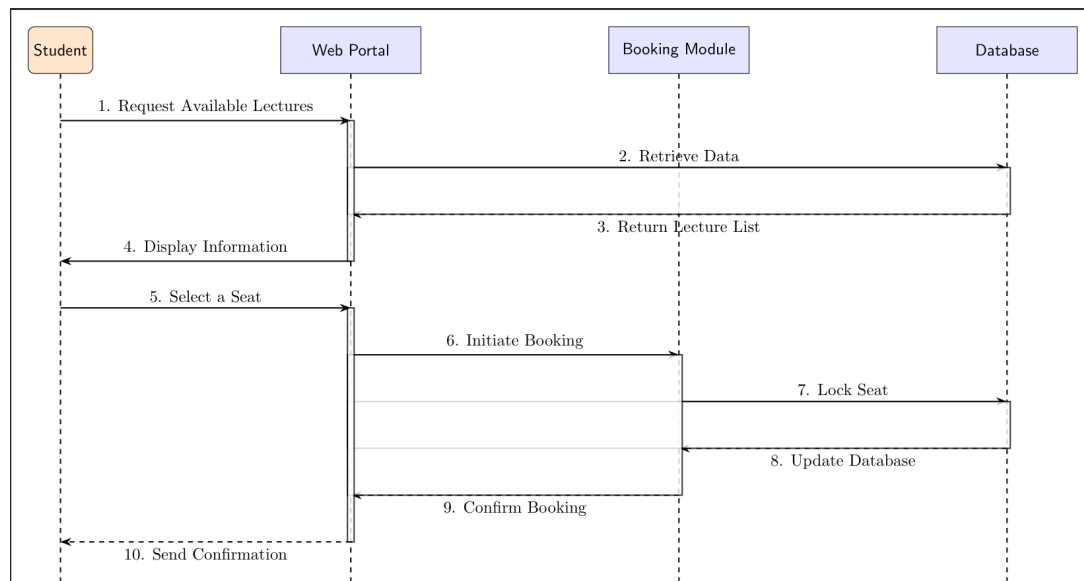 Student
Web Portal
Booking Module
Database
1. Request Available Lectures
2. Retrieve Data
3. Return Lecture List
4. Display Information
5. Select a Seat
6. Initiate Booking
7. Lock Seat
8. Update Database
9. Confirm Booking
10. Send Confirmation